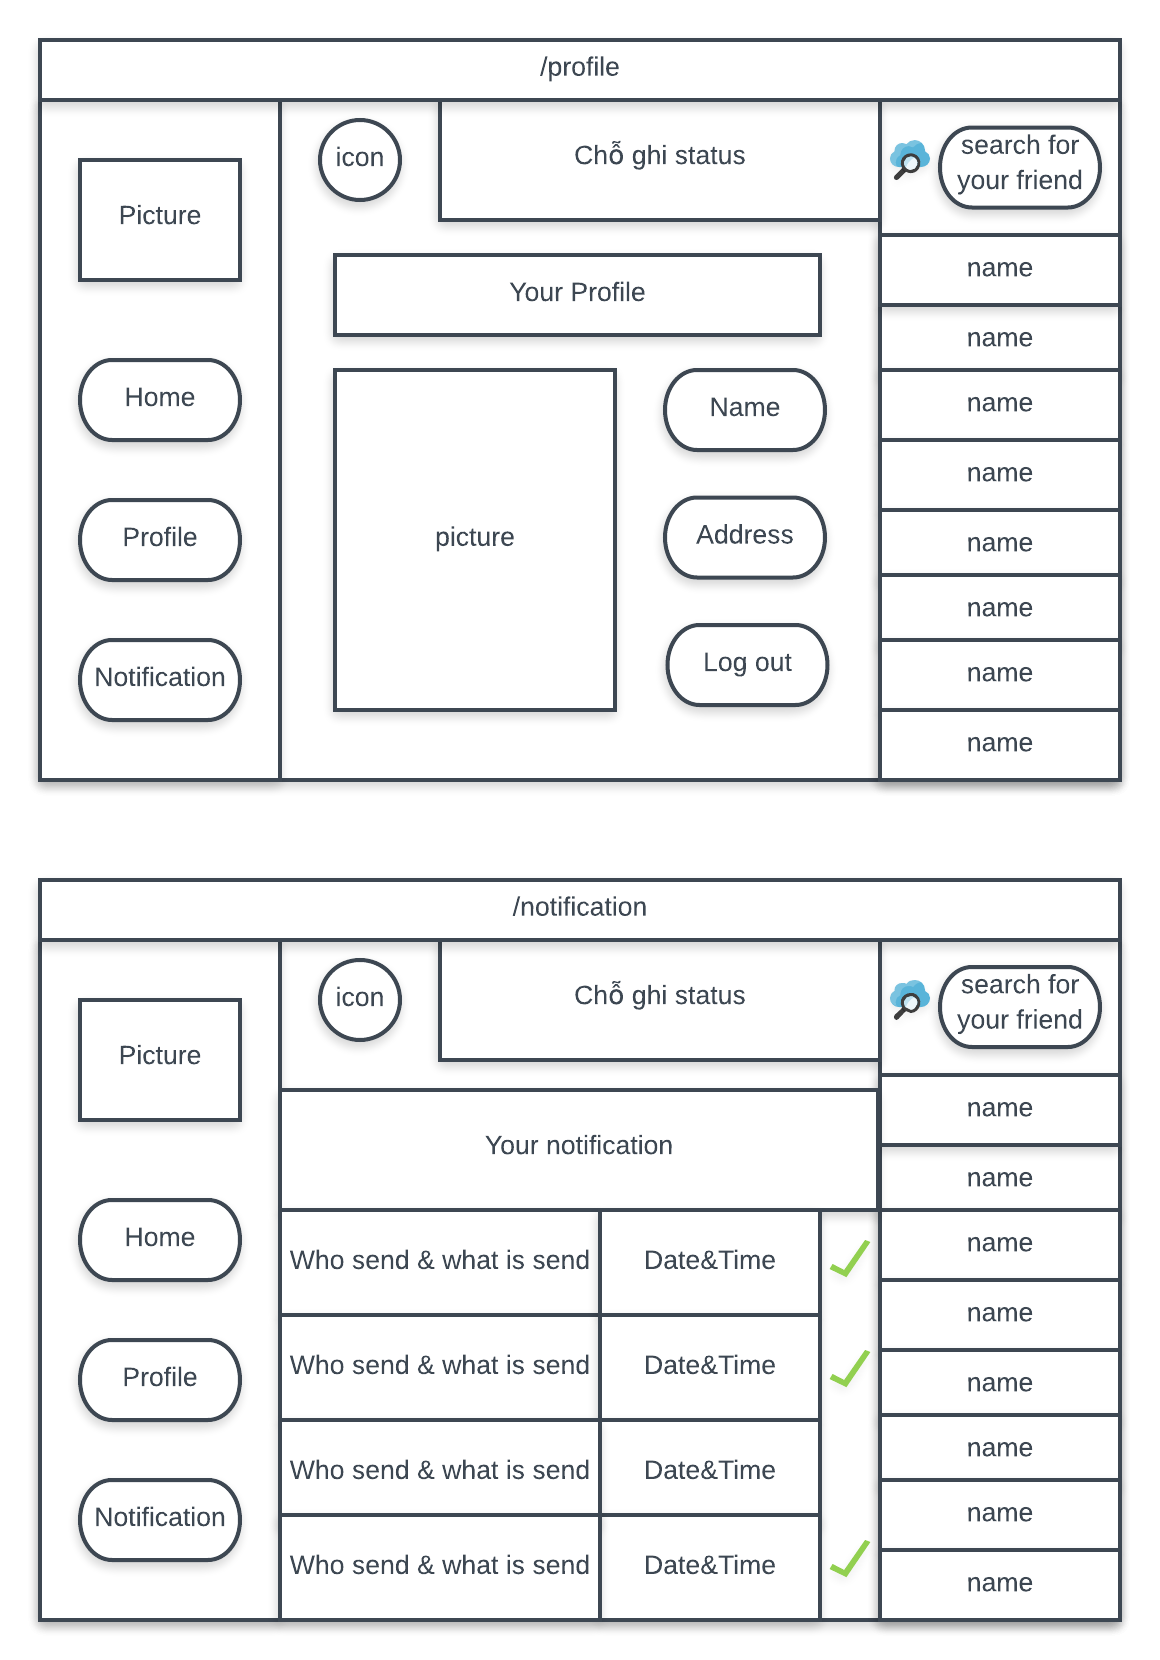 /profile
Picture
Home
Profile
Notification
icon
Chỗ ghi status
Your Profile
picture
Name
Address
Log out
search for
your friend
name
name
name
name
name
name
name
name
/notification
Picture
Home
Profile
Notification
icon
Chỗ ghi status
Your notification
Who send & what is send
Date&Time
Who send & what is send
Date&Time
Who send & what is send
Date&Time
Who send & what is send
Date&Time
search for
your friend
name
name
name
name
name
name
name
name